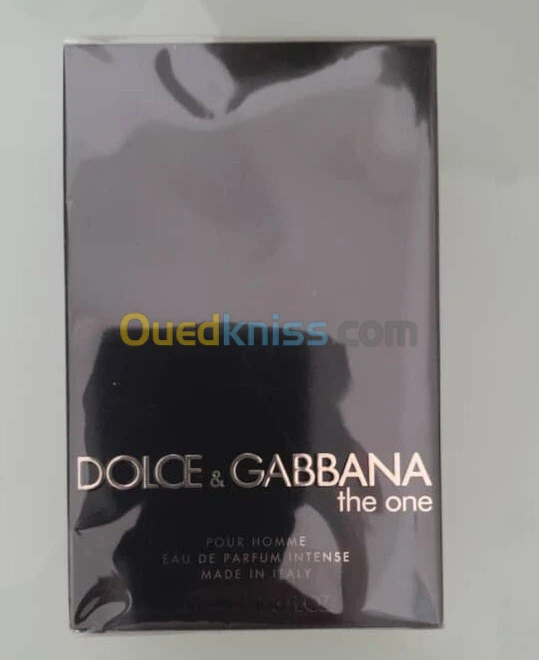 Ouedkniss.com
DOLCE & GABBANA
the one
POUR HOMME
EAU DE PARFUM INTENSE
MADE IN ITALY